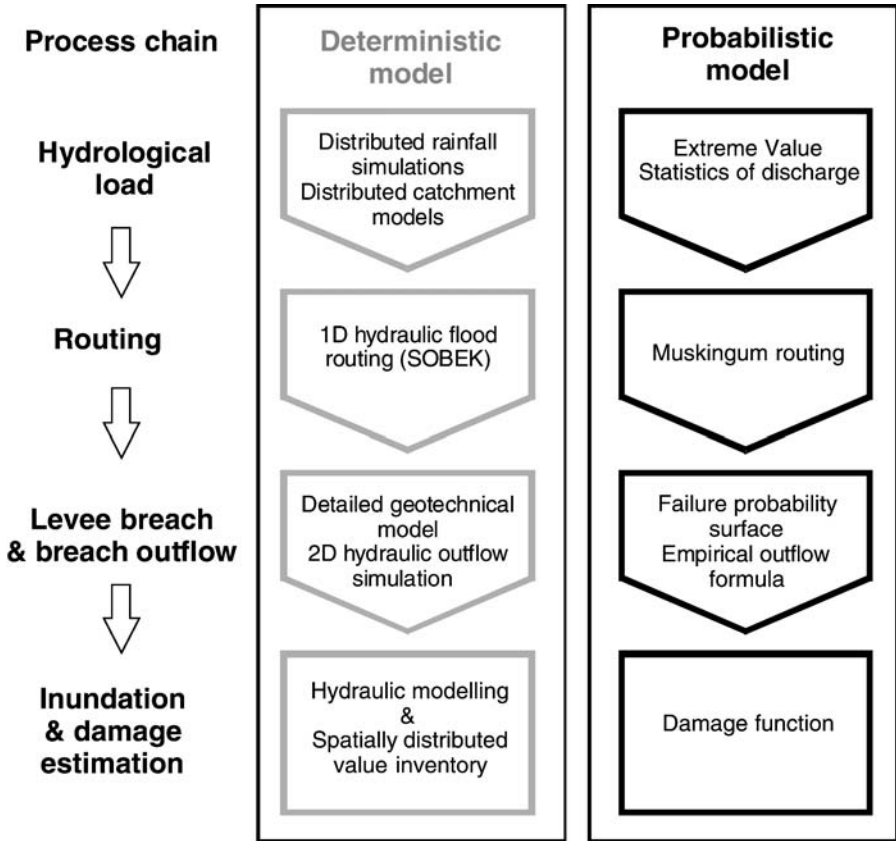 Process chain
Deterministic
model
Probabilistic
model
Hydrological
load
Distributed rainfall
simulations
Distributed catchment
models
Extreme Value
Statistics of discharge
Routing
1D hydraulic flood
routing (SOBEK)
Muskingum routing
Levee breach
& breach outflow
Detailed geotechnical
model
2D hydraulic outflow
simulation
Failure probability
surface
Empirical outflow
formula
Inundation
& damage
estimation
Hydraulic modelling
&
Spatially distributed
value inventory
Damage function